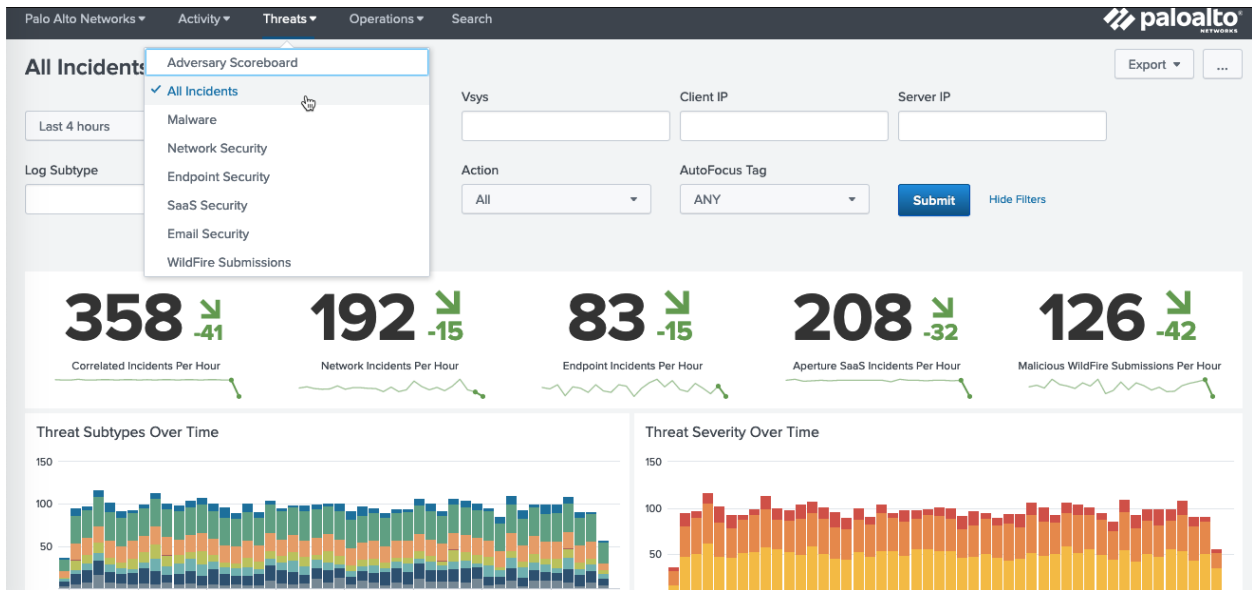 Palo Alto Networks Activity Threats Operations Search
paloalto
NETWORKS
All Incidents
Export ...
Adversary Scoreboard
All Incidents
Malware
Network Security
Endpoint Security
SaaS Security
Email Security
WildFire Submissions
Last 4 hours
Vsys Client IP Server IP
Log Subtype Action AutoFocus Tag
All ANY Submit Hide Filters
358 -41 192 -15 83 -15 208 -32 126 -42
Correlated Incidents Per Hour Network Incidents Per Hour Endpoint Incidents Per Hour Aperture SaaS Incidents Per Hour Malicious WildFire Submissions Per Hour
Threat Subtypes Over Time
150
100
50
Threat Severity Over Time
150
100
50